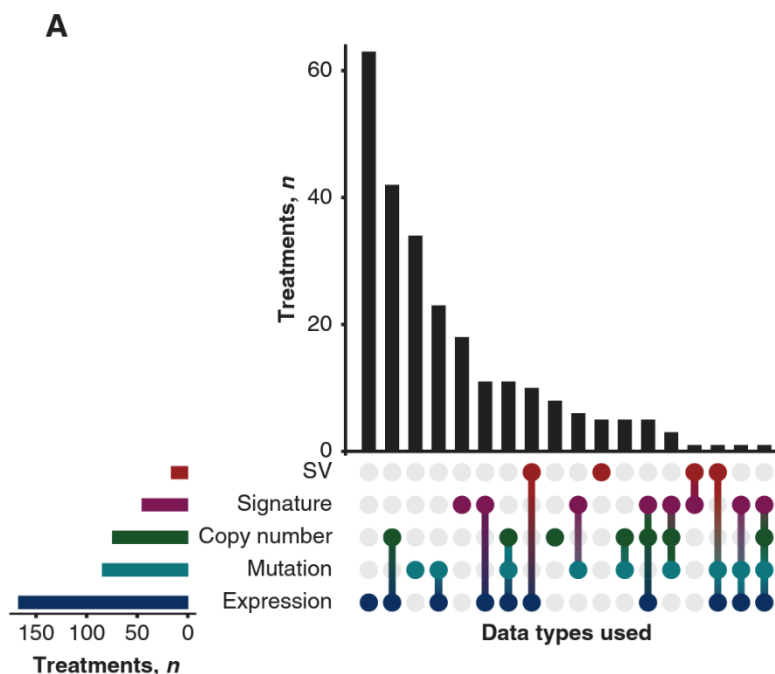 A
Treatments, n
60
40
20
0
SV
Signature
Copy number
Mutation
Expression
150 100 50 0
Treatments, n
Data types used